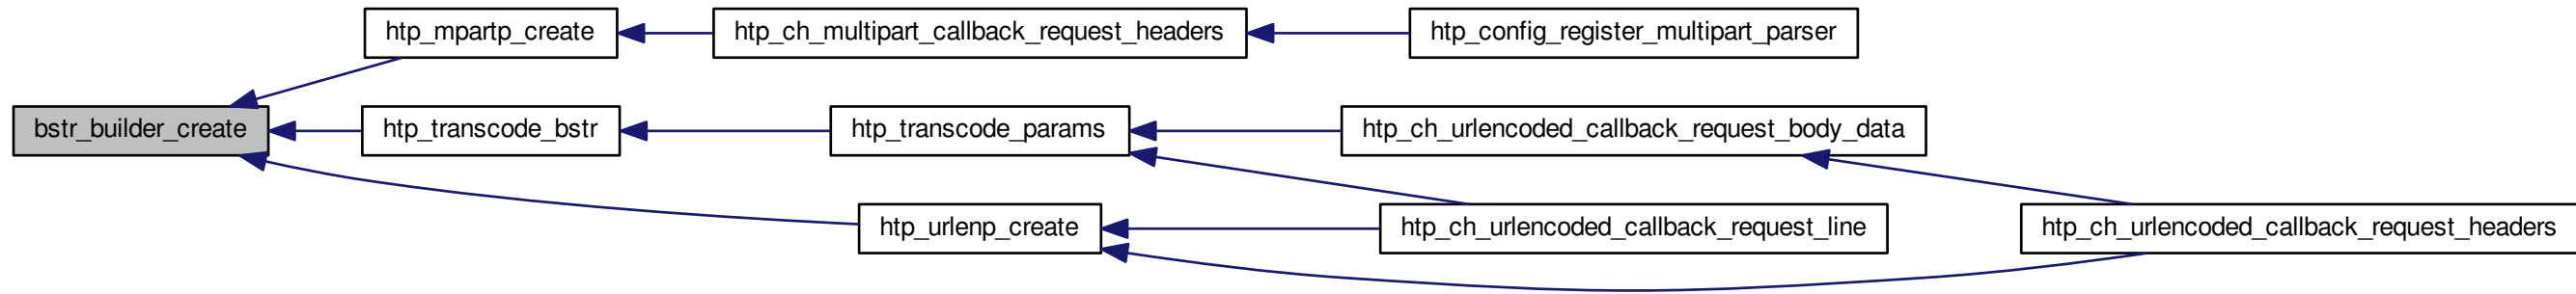 htp_mpartp_create
htp_ch_multipart_callback_request_headers
htp_config_register_multipart_parser
bstr_builder_create
htp_transcode_bstr
htp_transcode_params
htp_ch_urlencoded_callback_request_body_data
htp_urlenp_create
htp_ch_urlencoded_callback_request_line
htp_ch_urlencoded_callback_request_headers